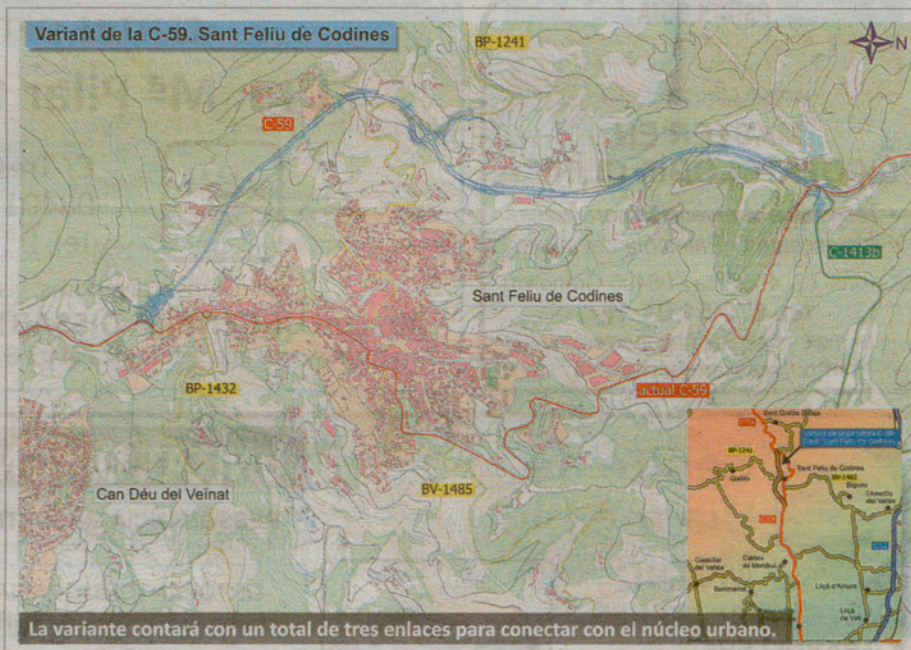 Variant de la C-59. Sant Feliu de Codines
BP-1241
N
C-59
C-1413b
Sant Feliu de Codines
actual C-59
BP-1432
BV-1485
Can Déu del Veïnat
BP-1241
Sant Feliu de Codines
Gallifa
Bigues
L'Ametlla
del Vallès
Caldes
de Montbui
Castellar
del Vallès
Sentmenat
Lliçà d'Amunt
Lliçà
de Vall
La variante contará con un total de tres enlaces para conectar con el núcleo urbano.